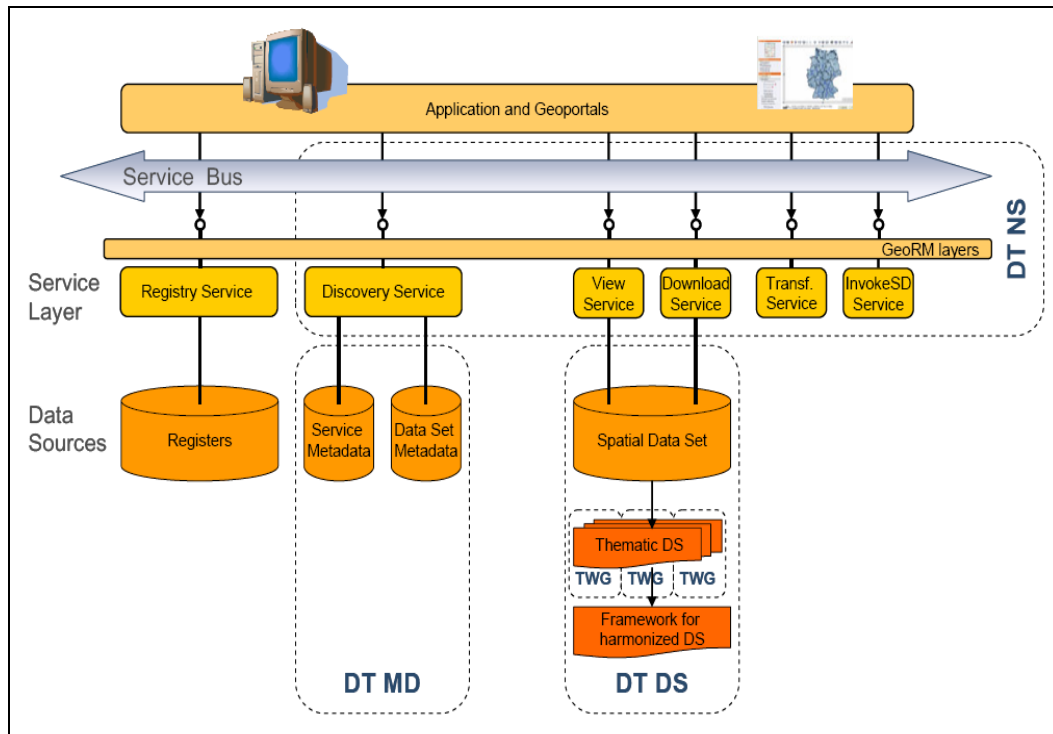 Application and Geoportals
Service Bus
DT NS
GeoRM layers
Service
Layer
Registry Service
Discovery Service
View
Service
Download
Service
Transf.
Service
InvokeSD
Service
Data
Sources
Registers
Service
Metadata
Data Set
Metadata
Spatial Data Set
Thematic DS
TWG
TWG
TWG
Framework for
harmonized DS
DT MD
DT DS